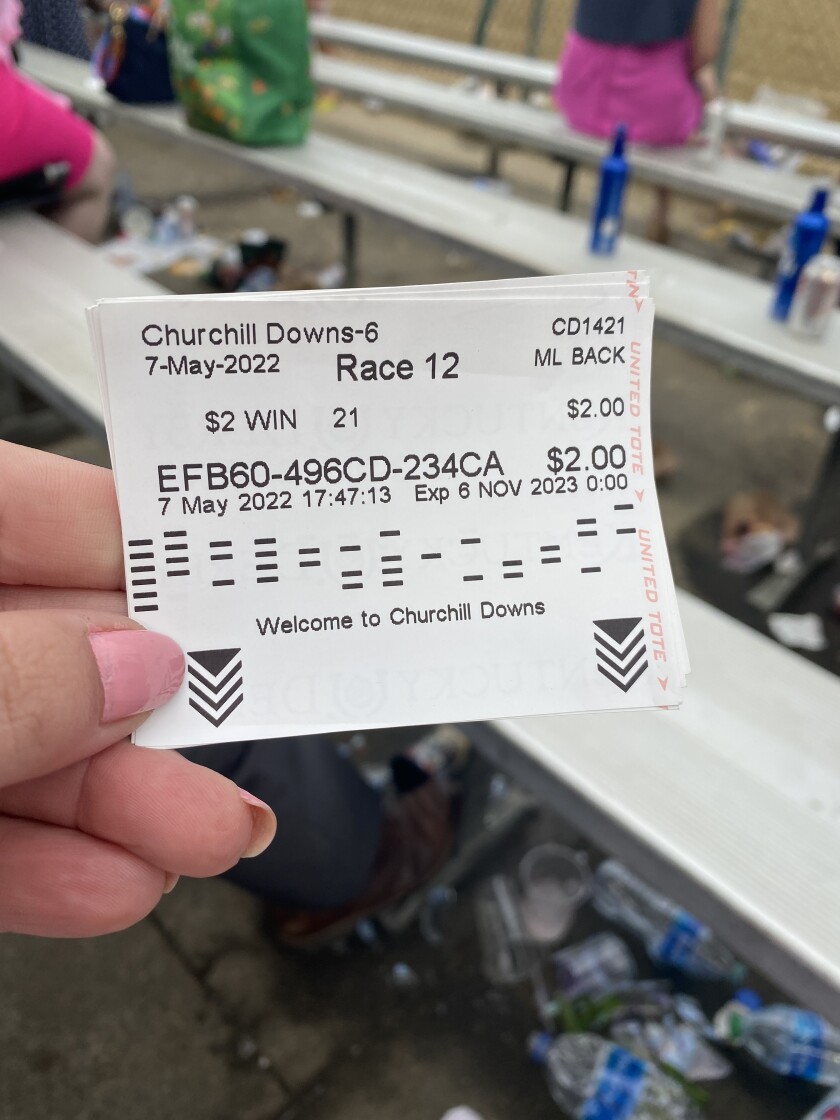 Churchill Downs-6
CD1421
7-May-2022
Race 12
ML BACK
$2 WIN 21
$2.00
EFB60-496CD-234CA
$2.00
7 May 2022 17:47:13 Exp 6 NOV 2023 0:00
Welcome to Churchill Downs
UNITED TOTE
UNITED TOTE